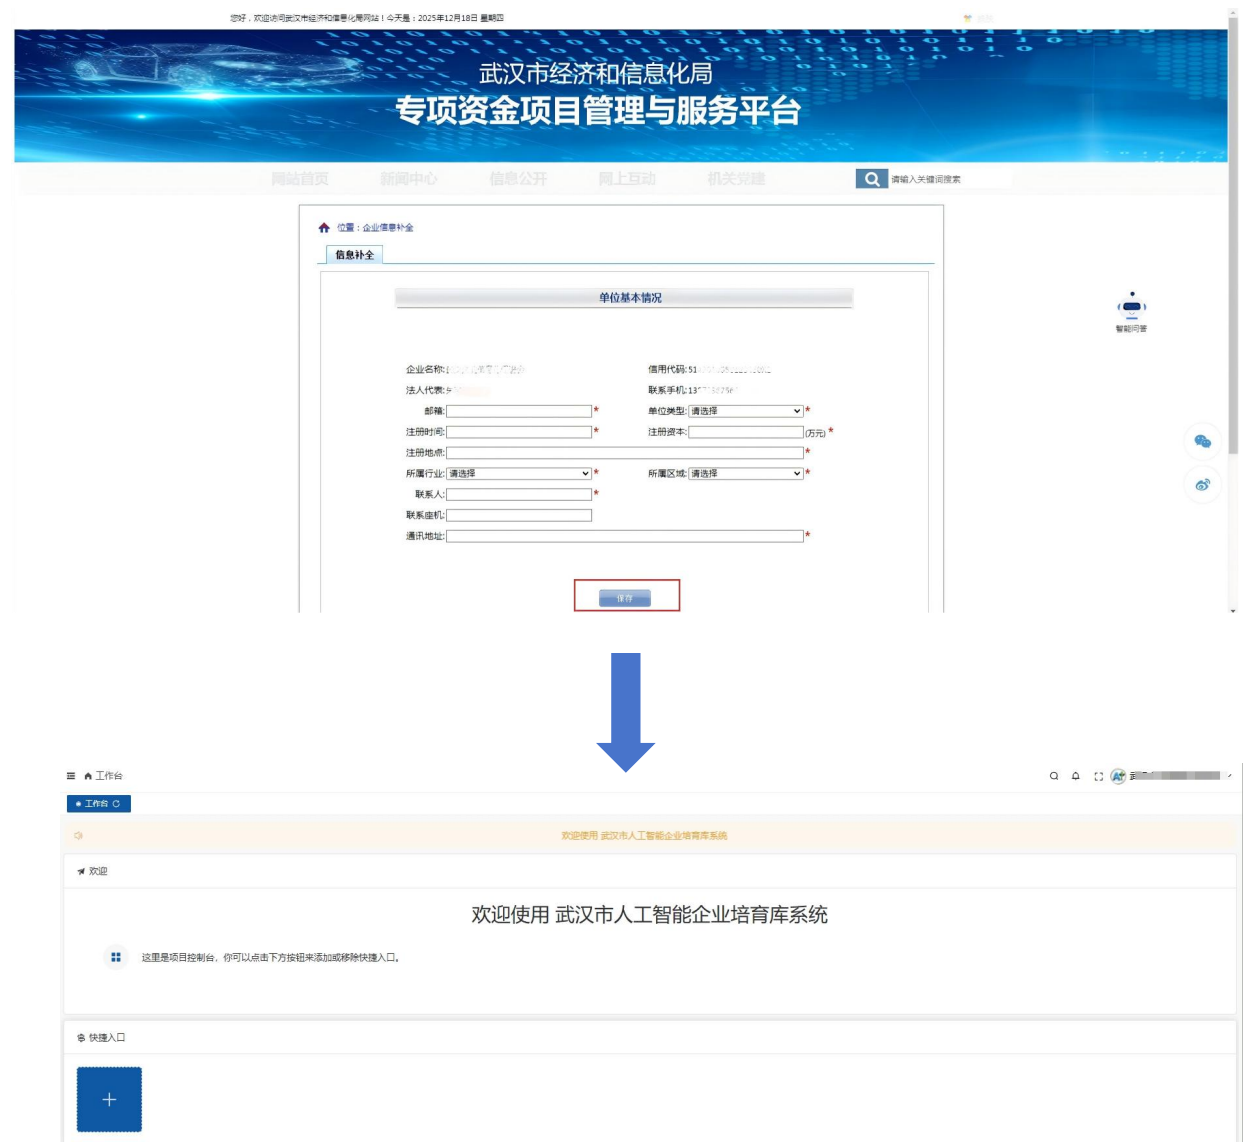 您好，欢迎访问武汉市经济和信息化局网站！今天是：2025年12月18日 星期四
武汉市经济和信息化局
专项资金项目管理与服务平台
网站首页 新闻中心 信息公开 网上互动 机关党建 请输入关键词搜索
位置：企业信息补全
信息补全
单位基本情况
智能问答
企业名称: 信用代码:51
法人代表: 联系手机:13
邮箱: * 单位类型: 请选择 *
注册时间: * 注册资本: (万元) *
注册地点: *
所属行业: 请选择 * 所属区域: 请选择 *
联系人: *
联系座机:
通讯地址: *
保存
工作台
工作台
欢迎使用 武汉市人工智能企业培育库系统
欢迎
欢迎使用 武汉市人工智能企业培育库系统
这里是项目控制台，你可以点击下方按钮来添加或移除快捷入口。
快捷入口